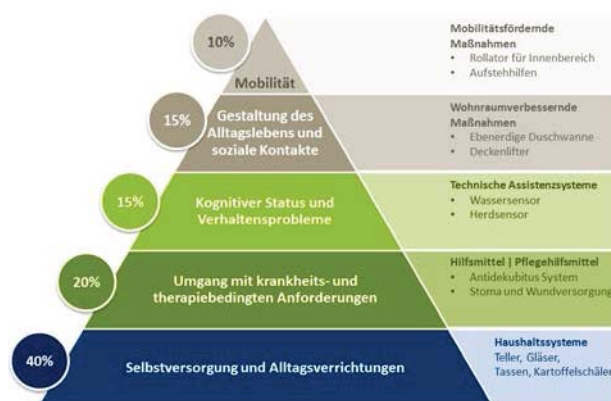 10%
Mobilität
Mobilitätsfördernde
Maßnahmen
• Rollator für Innenbereich
• Aufstehhilfen
15%
Gestaltung des
Alltagslebens und
soziale Kontakte
Wohnraumverbessernde
Maßnahmen
• Ebenerdige Duschwanne
• Deckenlifter
15%
Kognitiver Status und
Verhaltensprobleme
Technische Assistenzsysteme
• Wassersensor
• Herdsensor
20%
Umgang mit krankheits- und
therapiebedingten Anforderungen
Hilfsmittel | Pflegehilfsmittel
• Antidekubitus System
• Stoma und Wundversorgung
40%
Selbstversorgung und Alltagsverrichtungen
Haushaltssysteme
Teller, Gläser,
Tassen, Kartoffelschäler